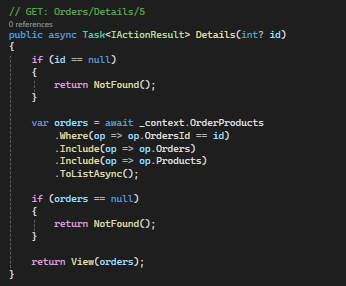 // GET: Orders/Details/5
0 references
public async Task<IActionResult> Details(int? id)
{
    if (id == null)
    {
        return NotFound();
    }

    var orders = await _context.OrderProducts
        .Where(op => op.OrdersId == id)
        .Include(op => op.Orders)
        .Include(op => op.Products)
        .ToListAsync();

    if (orders == null)
    {
        return NotFound();
    }

    return View(orders);
}